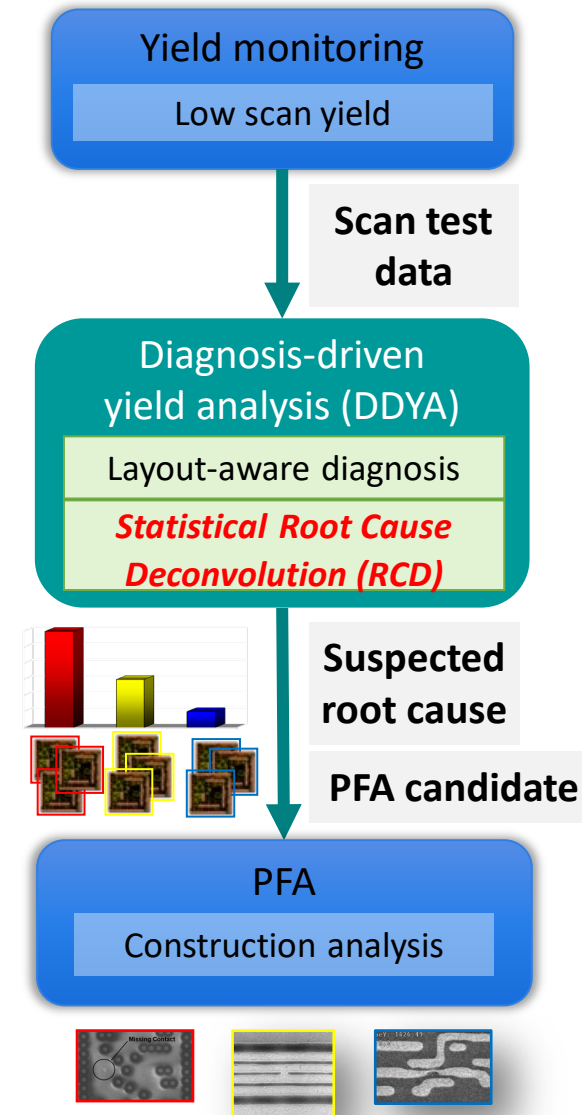 Yield monitoring
Low scan yield
Scan test
data
Diagnosis-driven
yield analysis (DDYA)
Layout-aware diagnosis
Statistical Root Cause
Deconvolution (RCD)
Suspected
root cause
PFA candidate
PFA
Construction analysis
Missing Contact